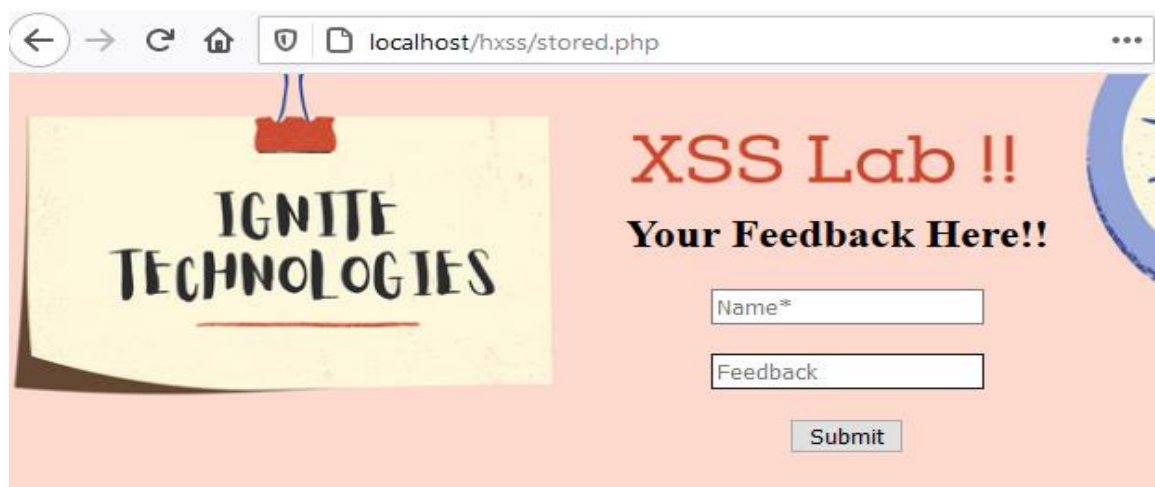 localhost/hxss/stored.php
XSS Lab !!
IGNITE
TECHNOLOGIES
Your Feedback Here!!
Name*
Feedback
Submit